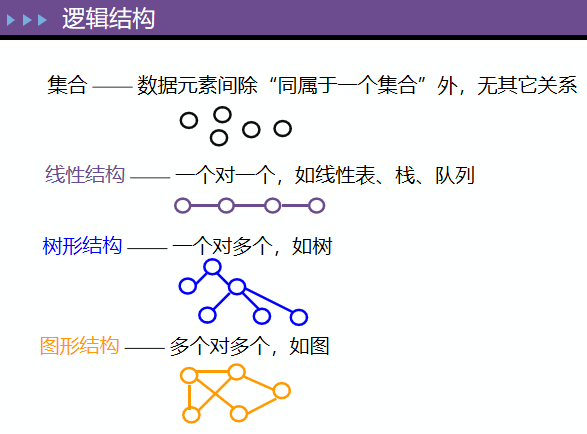 逻辑结构
集合 —— 数据元素间除“同属于一个集合”外，无其它关系
线性结构 —— 一个对一个，如线性表、栈、队列
树形结构 —— 一个对多个，如树
图形结构 —— 多个对多个，如图